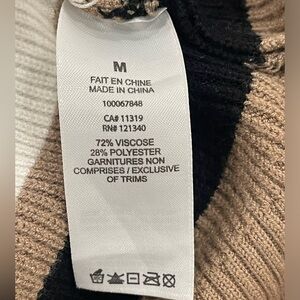 M
FAIT EN CHINE
MADE IN CHINA
100067848
CA# 11319
RN# 121340
72% VISCOSE
28% POLYESTER
GARNITURES NON
COMPRISES / EXCLUSIVE
OF TRIMS